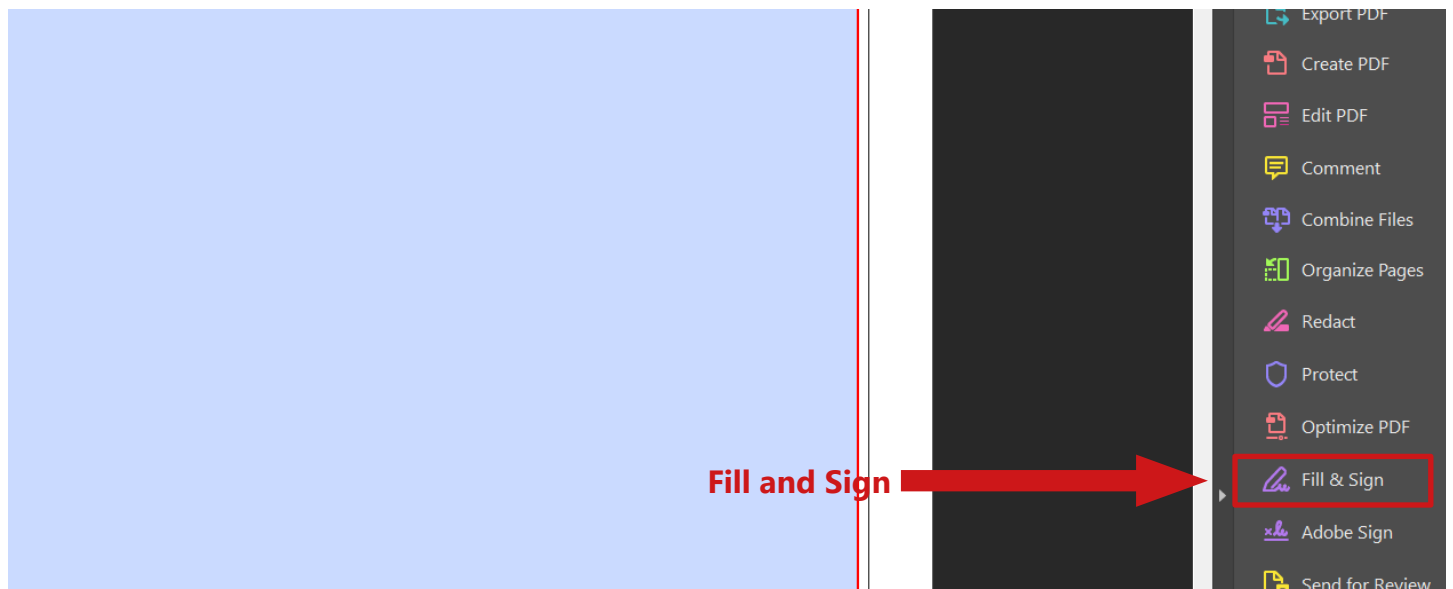 Export PDF
Create PDF
Edit PDF
Comment
Combine Files
Organize Pages
Redact
Protect
Optimize PDF
Fill and Sign
Fill & Sign
Adobe Sign
Send for Review